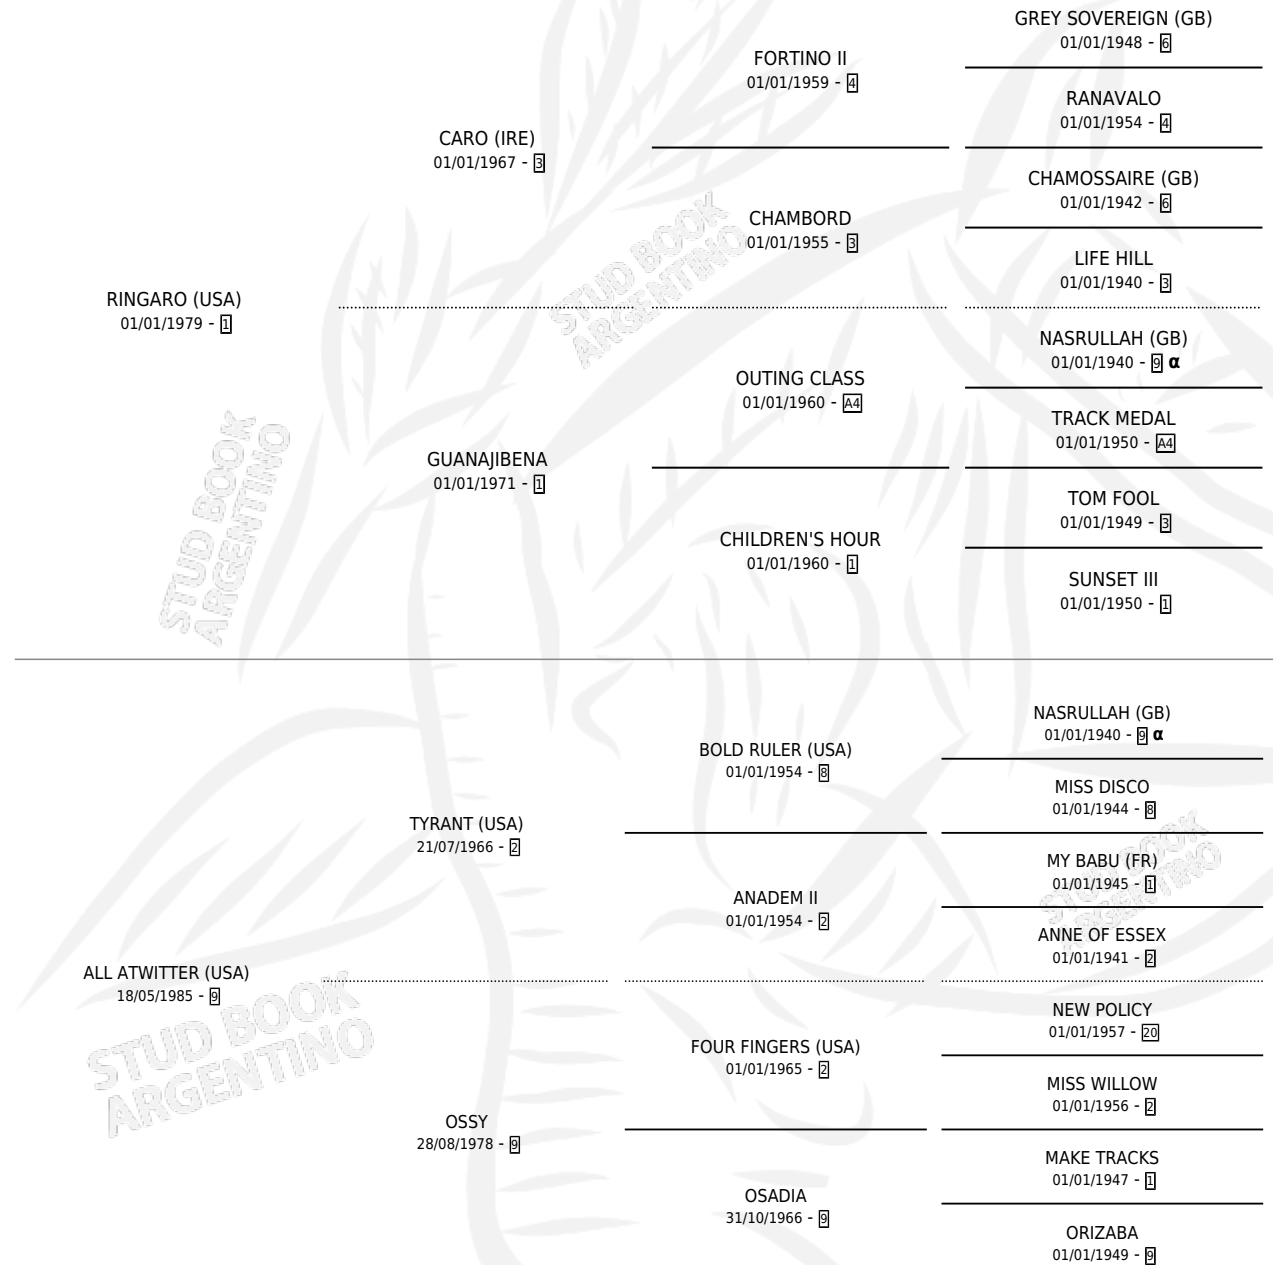 GREY SOVEREIGN (GB)
01/01/1948 - 6
FORTINO II
01/01/1959 - 4
RANAVALO
01/01/1954 - 4
CARO (IRE)
01/01/1967 - 3
CHAMOSSAIRE (GB)
01/01/1942 - 6
CHAMBORD
01/01/1955 - 3
LIFE HILL
01/01/1940 - 3
RINGARO (USA)
01/01/1979 - 1
NASRULLAH (GB)
01/01/1940 - 9 α
OUTING CLASS
01/01/1960 - A4
TRACK MEDAL
01/01/1950 - A4
GUANAJIBENA
01/01/1971 - 1
TOM FOOL
01/01/1949 - 3
CHILDREN'S HOUR
01/01/1960 - 1
SUNSET III
01/01/1950 - 1
NASRULLAH (GB)
01/01/1940 - 9 α
BOLD RULER (USA)
01/01/1954 - 8
MISS DISCO
01/01/1944 - 8
TYRANT (USA)
21/07/1966 - 2
MY BABU (FR)
01/01/1945 - 1
ANADEM II
01/01/1954 - 2
ANNE OF ESSEX
01/01/1941 - 2
ALL ATWITTER (USA)
18/05/1985 - 9
NEW POLICY
01/01/1957 - 20
FOUR FINGERS (USA)
01/01/1965 - 2
MISS WILLOW
01/01/1956 - 2
OSSY
28/08/1978 - 9
MAKE TRACKS
01/01/1947 - 1
OSADIA
31/10/1966 - 9
ORIZABA
01/01/1949 - 9
STUD BOOK
ARGENTINO
STUD BOOK
ARGENTINO
STUD BOOK
ARGENTINO
STUD BOOK
ARGENTINO